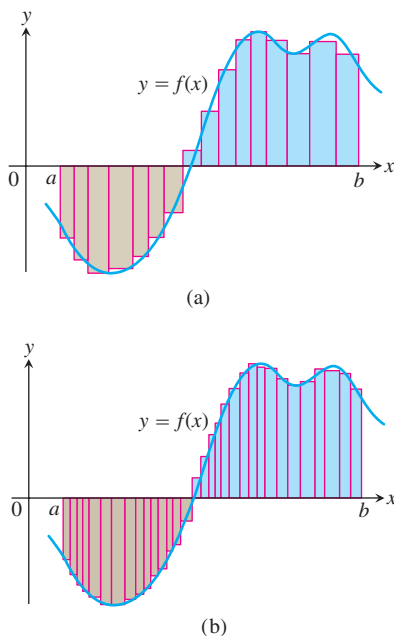 y
y = f(x)
0 a b x
(a)
y
y = f(x)
0 a b x
(b)